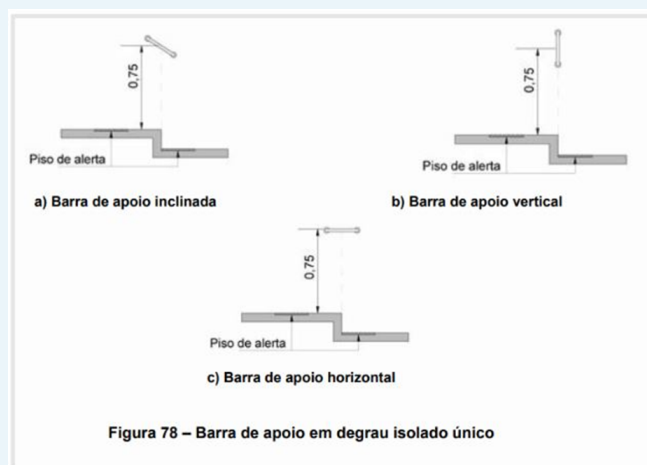 0,75
Piso de alerta
a) Barra de apoio inclinada
0,75
Piso de alerta
b) Barra de apoio vertical
0,75
Piso de alerta
c) Barra de apoio horizontal
Figura 78 – Barra de apoio em degrau isolado único